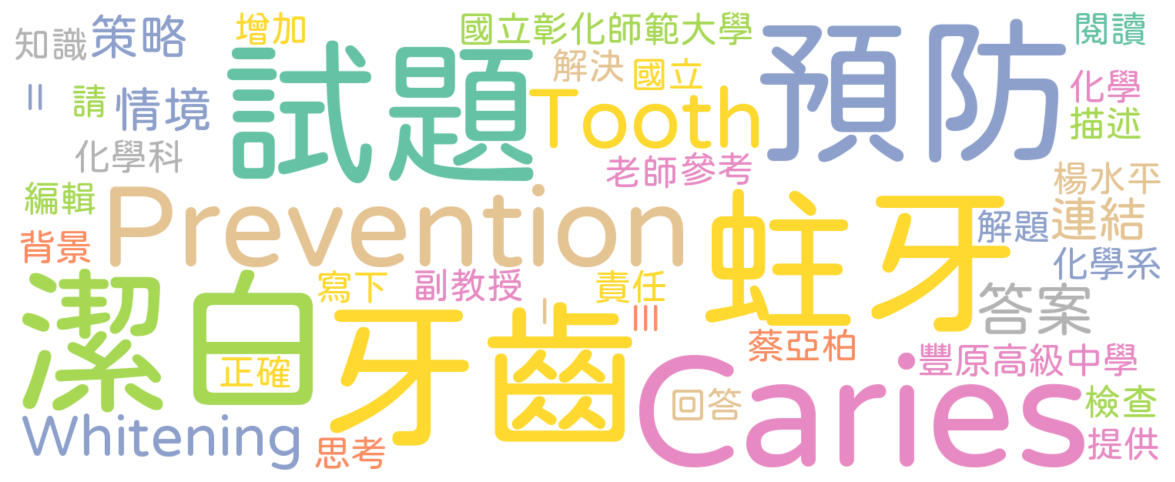 知識
策略
增加
國立彰化師範大學
閱讀
試題
解決
國立
預防
化學
II
請
情境
Tooth
描述
化學科
老師
參考
楊水平
編輯
Prevention
蛀牙
解題
連結
背景
化學系
潔白
寫下
副教授
責任
答案
I
III
牙齒
蔡亞柏
豐原高級中學
正確
Caries
回答
檢查
Whitening
思考
提供